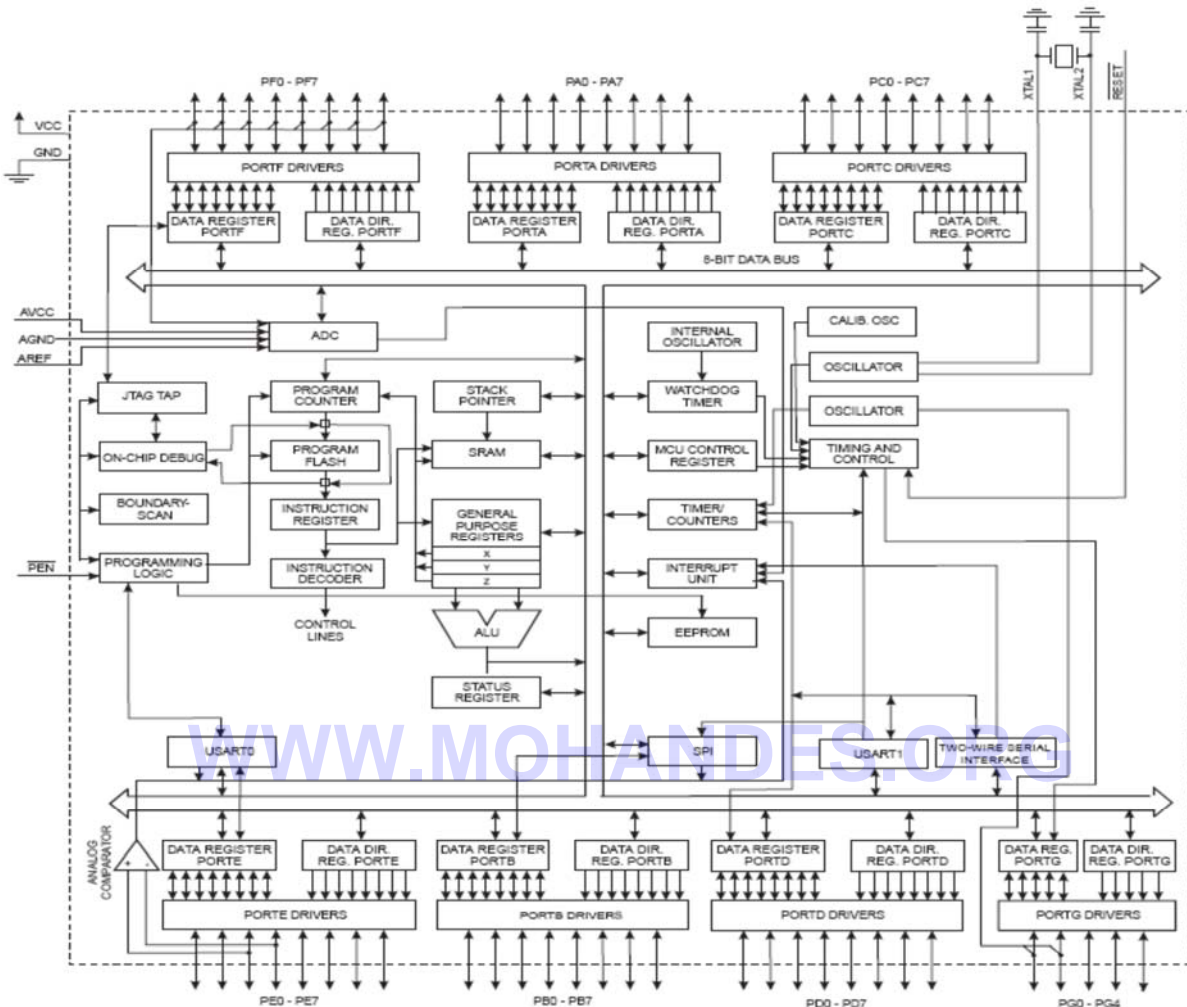 XTAL1
XTAL2
RESET
PF0 - PF7
PA0 - PA7
PC0 - PC7
VCC
GND
PORTF DRIVERS
PORTA DRIVERS
PORTC DRIVERS
DATA REGISTER
PORTF
DATA DIR.
REG. PORTF
DATA REGISTER
PORTA
DATA DIR.
REG. PORTA
DATA REGISTER
PORTC
DATA DIR.
REG. PORTC
8-BIT DATA BUS
AVCC
AGND
AREF
ADC
INTERNAL
OSCILLATOR
CALIB. OSC
OSCILLATOR
JTAG TAP
PROGRAM
COUNTER
STACK
POINTER
WATCHDOG
TIMER
OSCILLATOR
ON-CHIP DEBUG
PROGRAM
FLASH
SRAM
MCU CONTROL
REGISTER
TIMING AND
CONTROL
BOUNDARY-
SCAN
INSTRUCTION
REGISTER
GENERAL
PURPOSE
REGISTERS
X
Y
Z
TIMER/
COUNTERS
PEN
PROGRAMMING
LOGIC
INSTRUCTION
DECODER
INTERRUPT
UNIT
CONTROL
LINES
ALU
EEPROM
STATUS
REGISTER
WWW.MOHANDES.ORG
USART0
SPI
USART1
TWO-WIRE SERIAL
INTERFACE
ANALOG
COMPARATOR
+
-
DATA REGISTER
PORTE
DATA DIR.
REG. PORTE
DATA REGISTER
PORTB
DATA DIR.
REG. PORTB
DATA REGISTER
PORTD
DATA DIR.
REG. PORTD
DATA REG.
PORTG
DATA DIR.
REG. PORTG
PORTE DRIVERS
PORTB DRIVERS
PORTD DRIVERS
PORTG DRIVERS
PE0 - PE7
PB0 - PB7
PD0 - PD7
PG0 - PG4